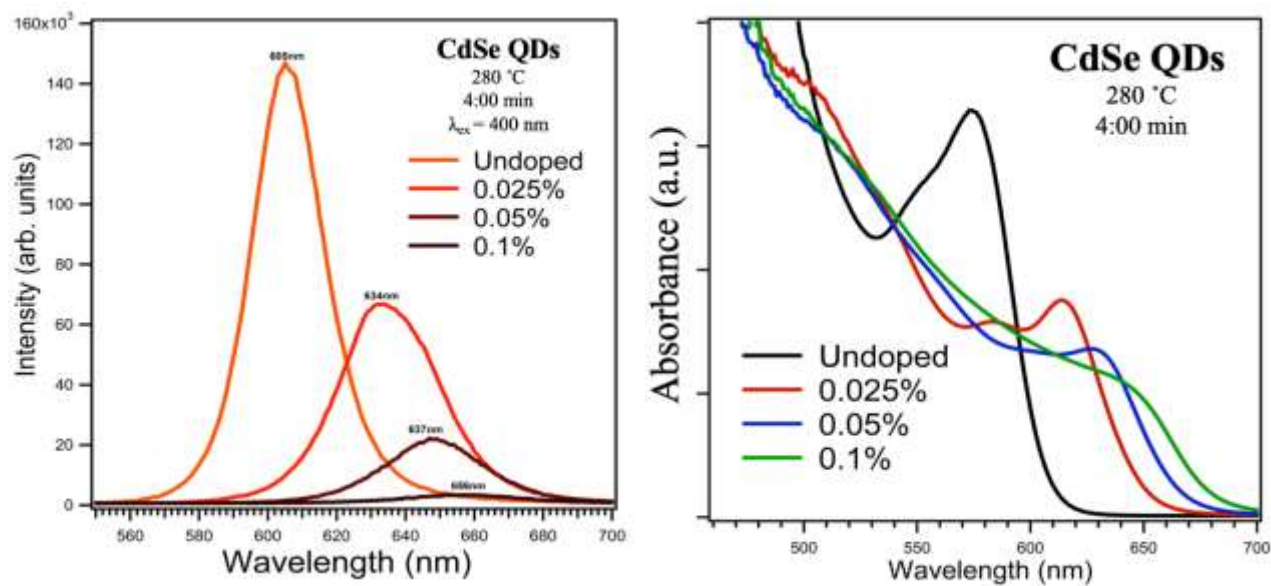 160x10³
140
120
100
80
60
40
20
0
Intensity (arb. units)
CdSe QDs
280 ˚C
4:00 min
λex = 400 nm
Undoped
0.025%
0.05%
0.1%
634nm
637nm
560
580
600
620
640
660
680
700
Wavelength (nm)
Absorbance (a.u.)
CdSe QDs
280 ˚C
4:00 min
Undoped
0.025%
0.05%
0.1%
500
550
600
650
700
Wavelength (nm)